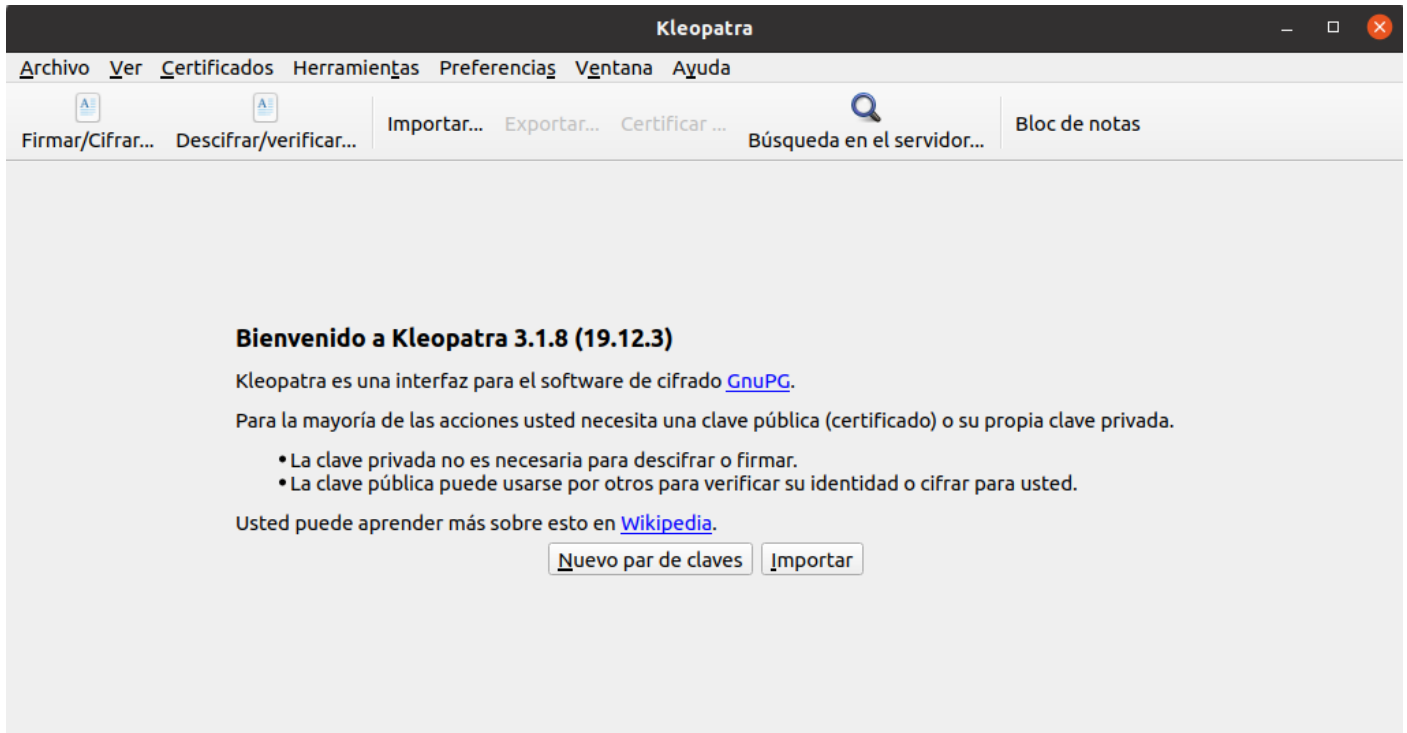 Kleopatra
Archivo Ver Certificados Herramientas Preferencias Ventana Ayuda
Firmar/Cifrar... Descifrar/verificar... Importar... Exportar... Certificar ... Búsqueda en el servidor... Bloc de notas
Bienvenido a Kleopatra 3.1.8 (19.12.3)
Kleopatra es una interfaz para el software de cifrado GnuPG.
Para la mayoría de las acciones usted necesita una clave pública (certificado) o su propia clave privada.
• La clave privada no es necesaria para descifrar o firmar.
• La clave pública puede usarse por otros para verificar su identidad o cifrar para usted.
Usted puede aprender más sobre esto en Wikipedia.
Nuevo par de claves Importar